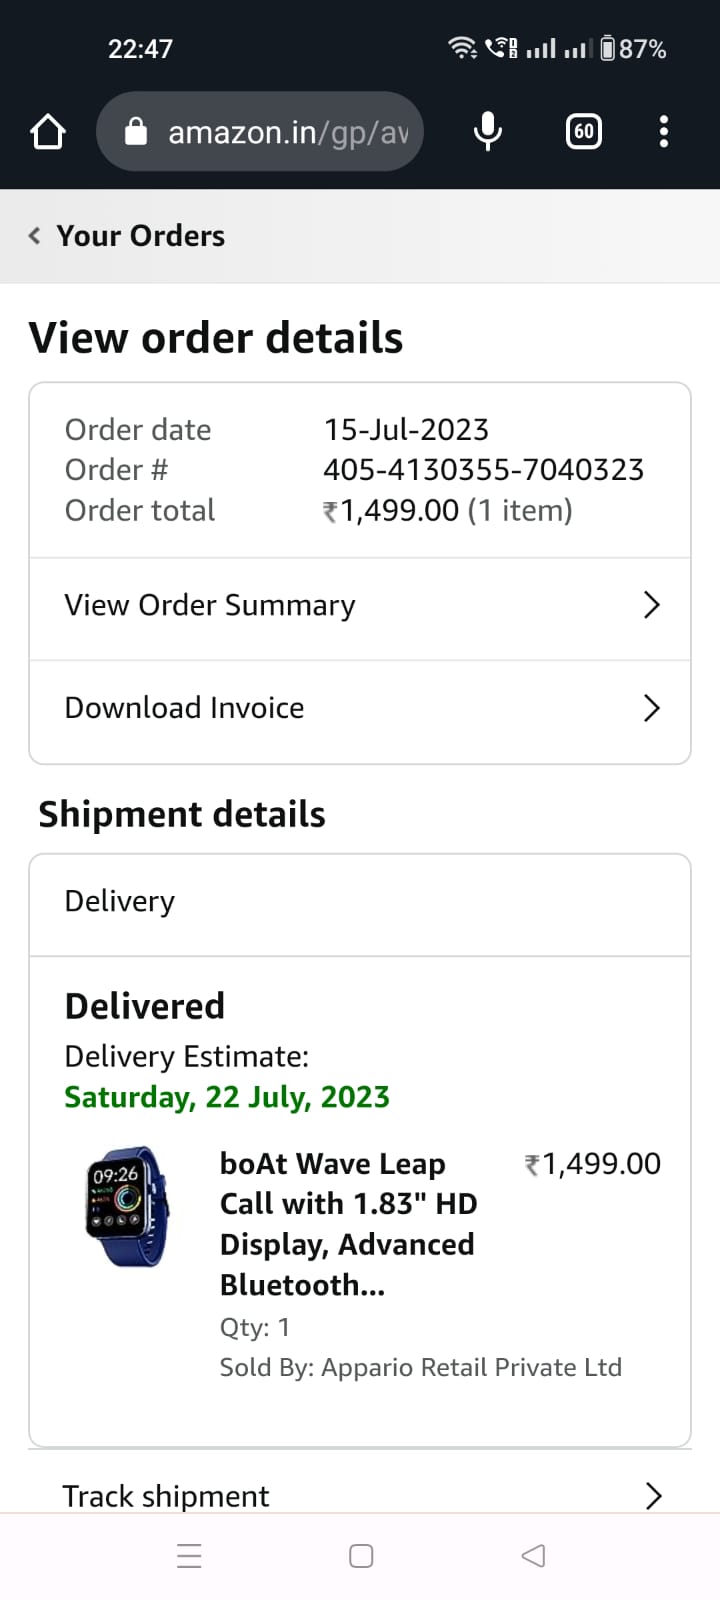 22:47
87%
amazon.in/gp/av
60
Your Orders
View order details
Order date 15-Jul-2023
Order # 405-4130355-7040323
Order total ₹1,499.00 (1 item)
View Order Summary
Download Invoice
Shipment details
Delivery
Delivered
Delivery Estimate:
Saturday, 22 July, 2023
09:26
boAt Wave Leap ₹1,499.00
Call with 1.83" HD
Display, Advanced
Bluetooth...
Qty: 1
Sold By: Appario Retail Private Ltd
Track shipment